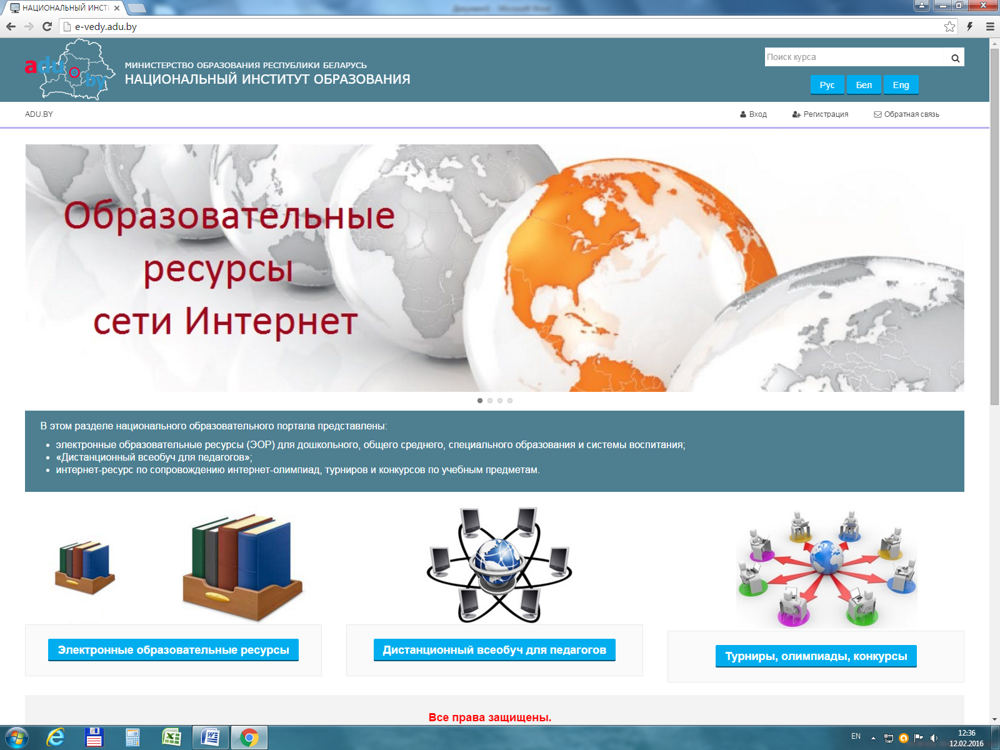 НАЦИОНАЛЬНЫЙ ИНСТ
e-vedy.adu.by
adu.by
МИНИСТЕРСТВО ОБРАЗОВАНИЯ РЕСПУБЛИКИ БЕЛАРУСЬ
НАЦИОНАЛЬНЫЙ ИНСТИТУТ ОБРАЗОВАНИЯ
Поиск курса
Рус Бел Eng
ADU.BY Вход Регистрация Обратная связь
Образовательные
ресурсы
сети Интернет
В этом разделе национального образовательного портала представлены:
электронные образовательные ресурсы (ЭОР) для дошкольного, общего среднего, специального образования и системы воспитания;
«Дистанционный всеобуч для педагогов»;
интернет-ресурс по сопровождению интернет-олимпиад, турниров и конкурсов по учебным предметам.
Электронные образовательные ресурсы
Дистанционный всеобуч для педагогов
Турниры, олимпиады, конкурсы
Все права защищены.
EN
12:36
12.02.2016